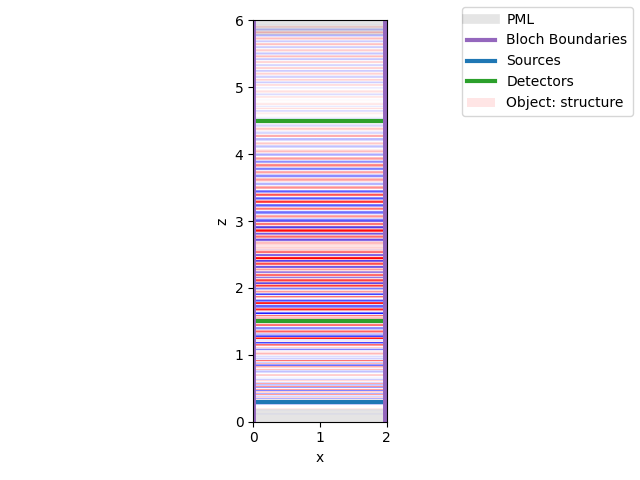 PML
Bloch Boundaries
Sources
Detectors
Object: structure
6
5
4
3
2
1
0
z
0 1 2
x